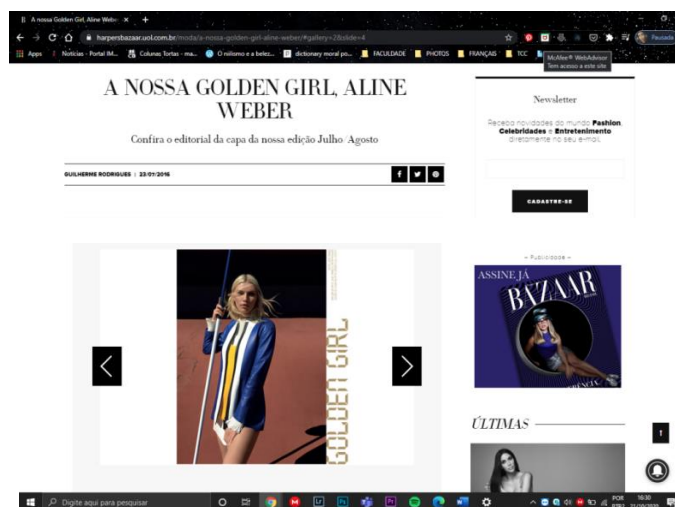 A nossa Golden Girl, Aline Webe
harpersbazaar.uol.com.br/moda/a-nossa-golden-girl-aline-weber/#gallery=2&slide=4
Pausada
Apps
Notícias - Portal IM...
Colunas Tortas - ma...
O niilismo e a belez...
dictionary moral po...
FACULDADE
PHOTOS
FRANÇAIS
TCC
McAfee® WebAdvisor
Tem acesso a este site
A NOSSA GOLDEN GIRL, ALINE
WEBER
Confira o editorial da capa da nossa edição Julho/Agosto
GUILHERME RODRIGUES | 23/07/2016
GOLDEN GIRL
Newsletter
Receba novidades do mundo Fashion,
Celebridades e Entretenimento
diretamente no seu e-mail.
CADASTRE-SE
- Publicidade -
ASSINE JÁ
BAZAAR
ÚLTIMAS
Digite aqui para pesquisar
POR
16:30